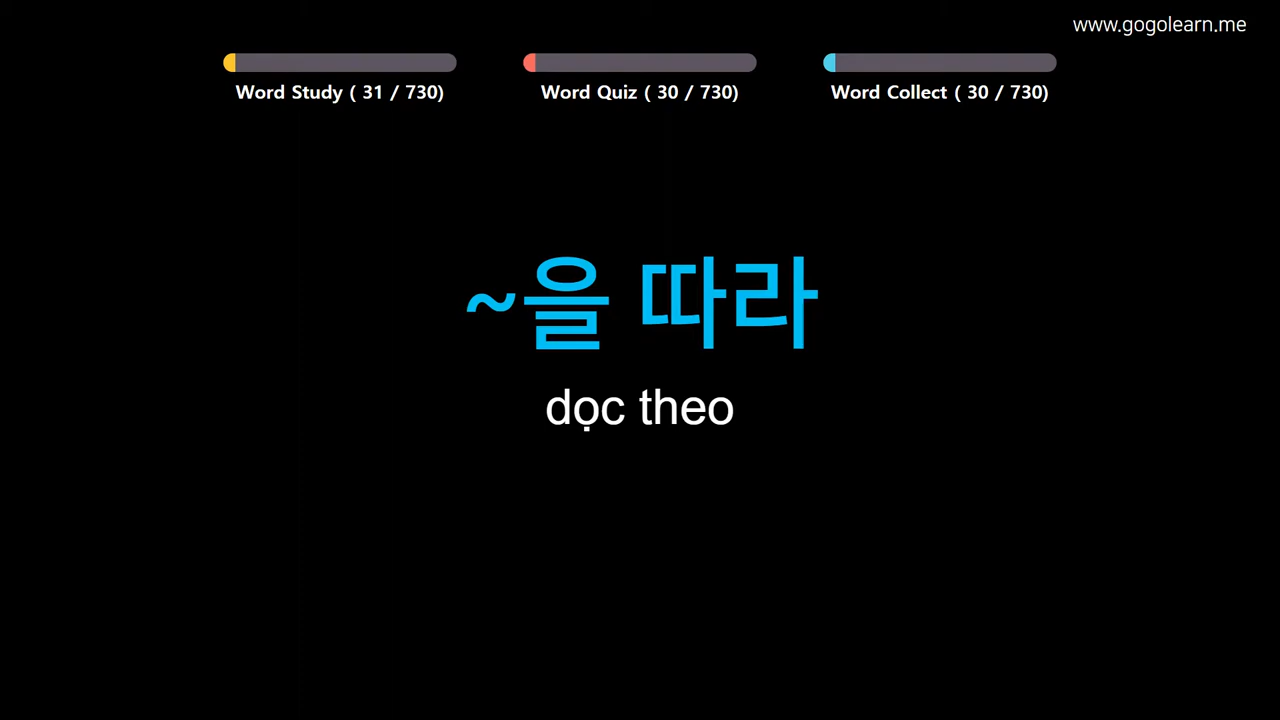 www.gogolearn.me
Word Study ( 31 / 730)
Word Quiz ( 30 / 730)
Word Collect ( 30 / 730)
~을 따라
dọc theo